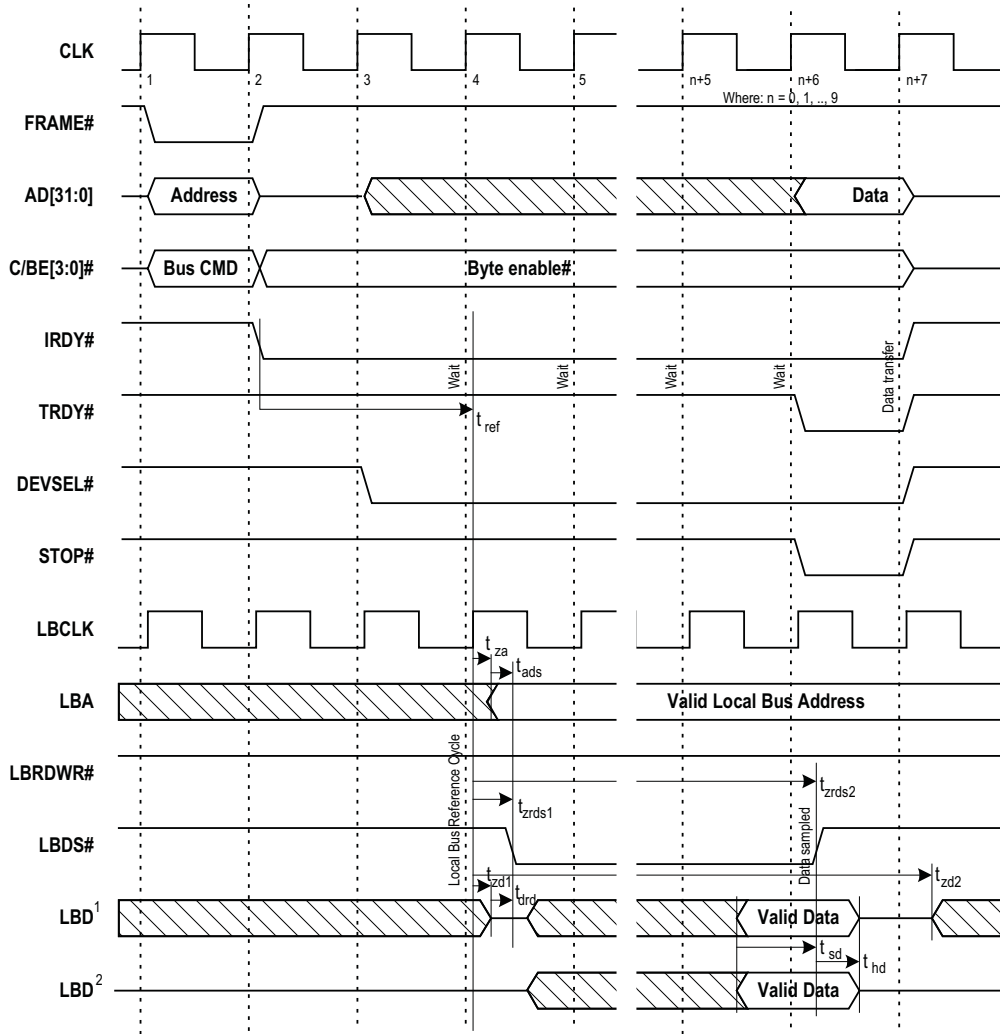 CLK
1 2 3 4 5 n+5 n+6 n+7
Where: n = 0, 1, .., 9
FRAME#
AD[31:0] Address Data
C/BE[3:0]# Bus CMD Byte enable#
IRDY#
Wait Wait Wait Wait Data transfer
TRDY#
t ref
DEVSEL#
STOP#
LBCLK
t za
t ads
LBA Valid Local Bus Address
LBRDWR#
t zrds2
t zrds1
Local Bus Reference Cycle
Data sampled
LBDS#
t zd1
t zd2
t drd
LBD1 Valid Data
t sd
t hd
LBD2 Valid Data